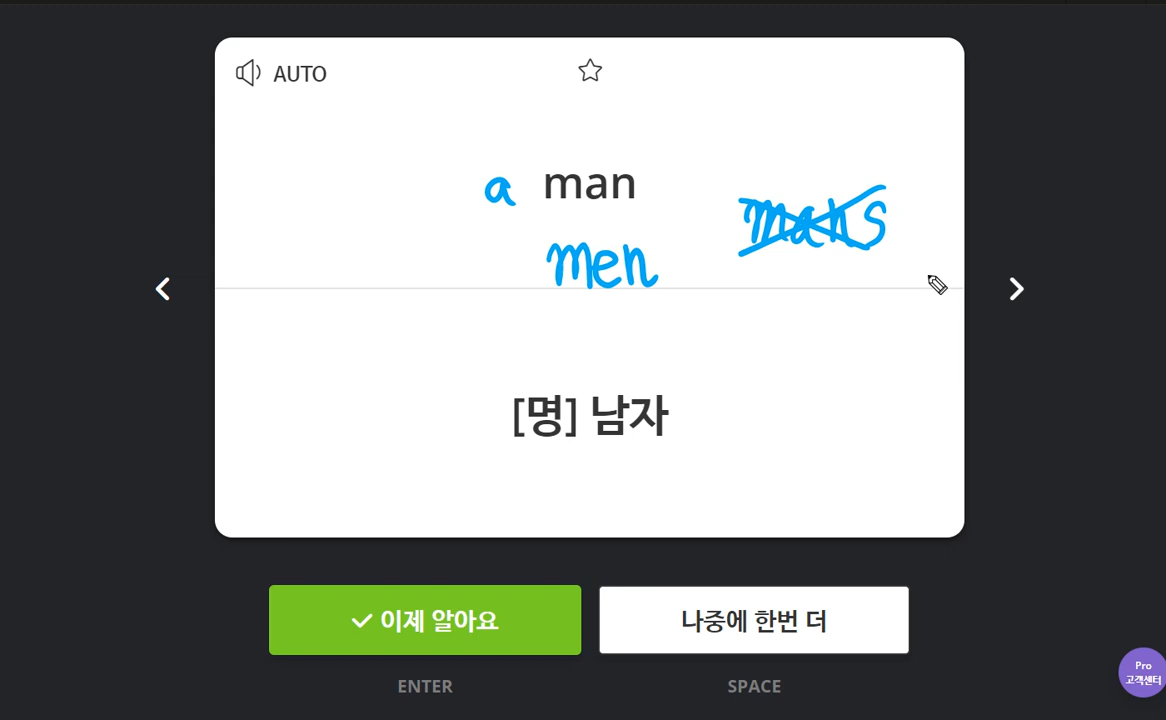 AUTO
a man
mans
men
[명] 남자
이제 알아요
나중에 한번 더
ENTER
SPACE
Pro
고객센터